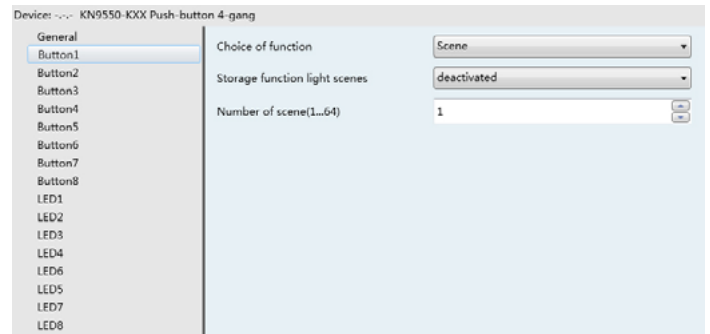 Device: -.-.- KN9550-KXX Push-button 4-gang
General
Button1
Button2
Button3
Button4
Button5
Button6
Button7
Button8
LED1
LED2
LED3
LED4
LED6
LED5
LED7
LED8
Choice of function Scene
Storage function light scenes deactivated
Number of scene(1...64) 1